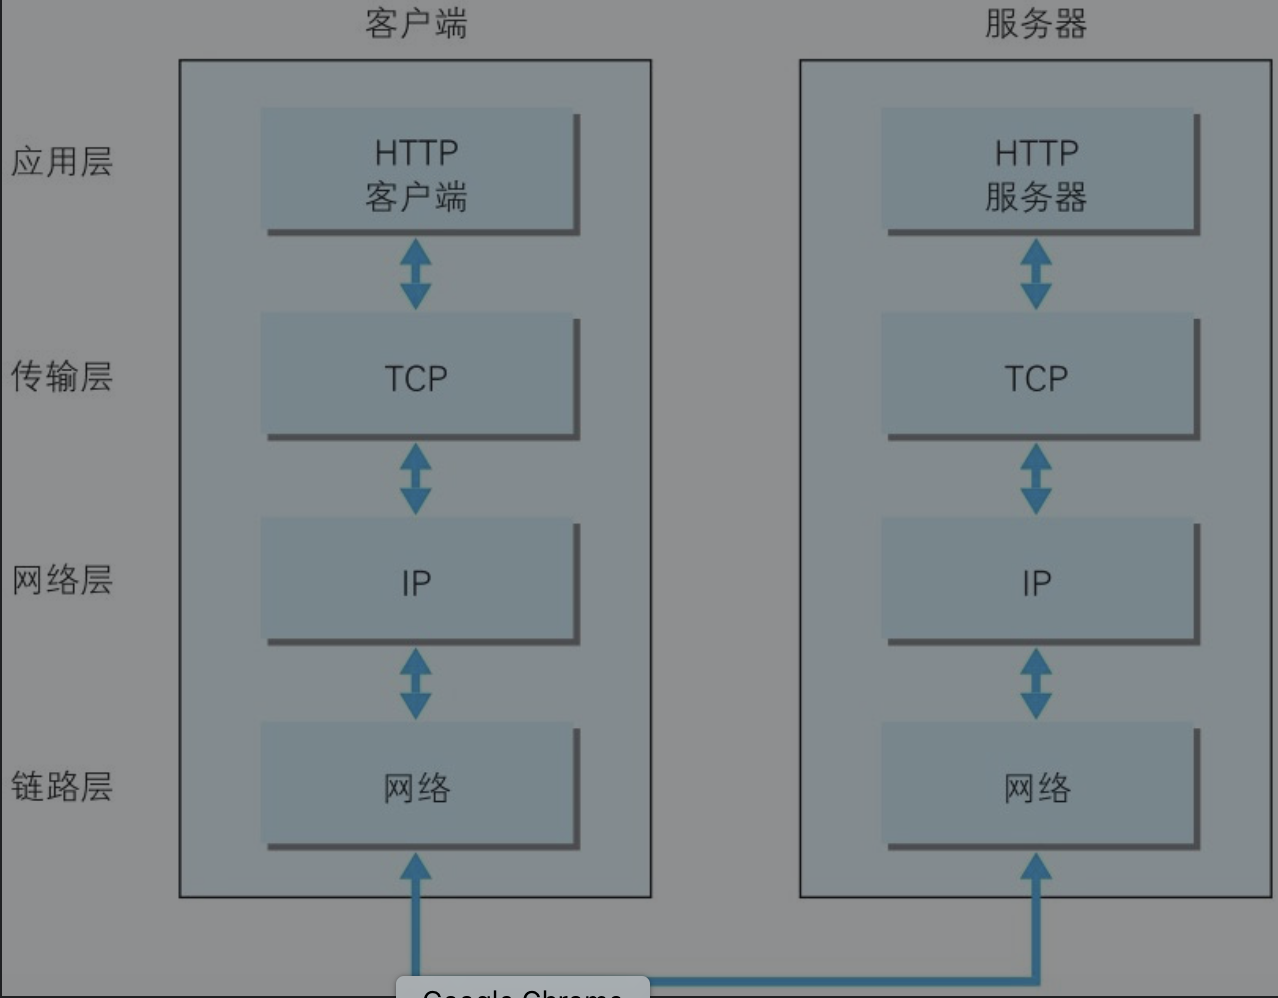 客户端
服务器
应用层
HTTP
客户端
HTTP
服务器
传输层
TCP
TCP
网络层
IP
IP
链路层
网络
网络
Google Chrome